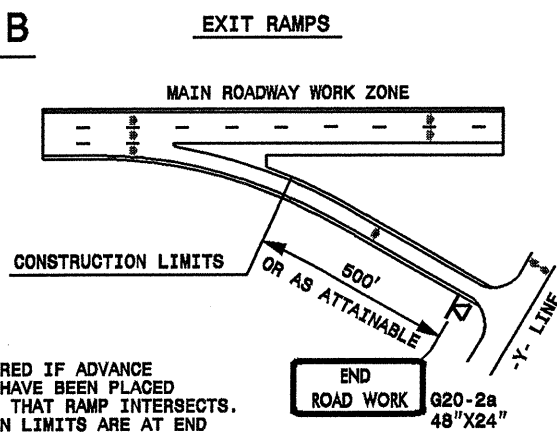 B
EXIT RAMPS
MAIN ROADWAY WORK ZONE
CONSTRUCTION LIMITS
500'
OR AS ATTAINABLE
-Y- LINE
RED IF ADVANCE
HAVE BEEN PLACED
THAT RAMP INTERSECTS.
N LIMITS ARE AT END
END
ROAD WORK
G20-2a
48"X24"